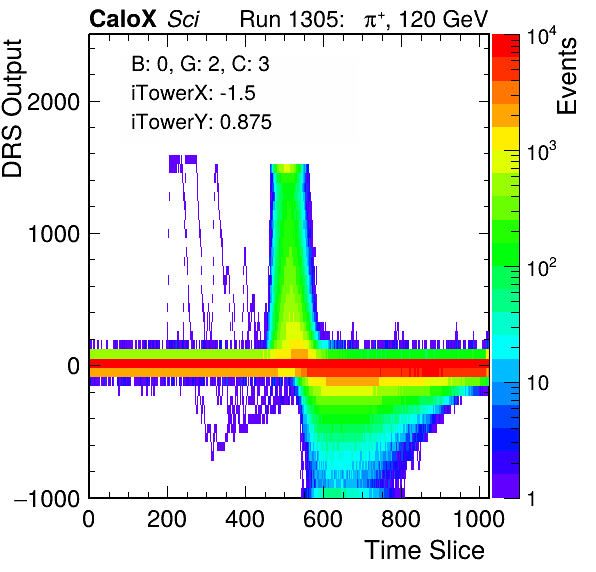 CaloX Sci Run 1305: π⁺, 120 GeV
B: 0, G: 2, C: 3
iTowerX: -1.5
iTowerY: 0.875
DRS Output
2000
1000
0
−1000
0 200 400 600 800 1000
Time Slice
Events
10⁴
10³
10²
10
1